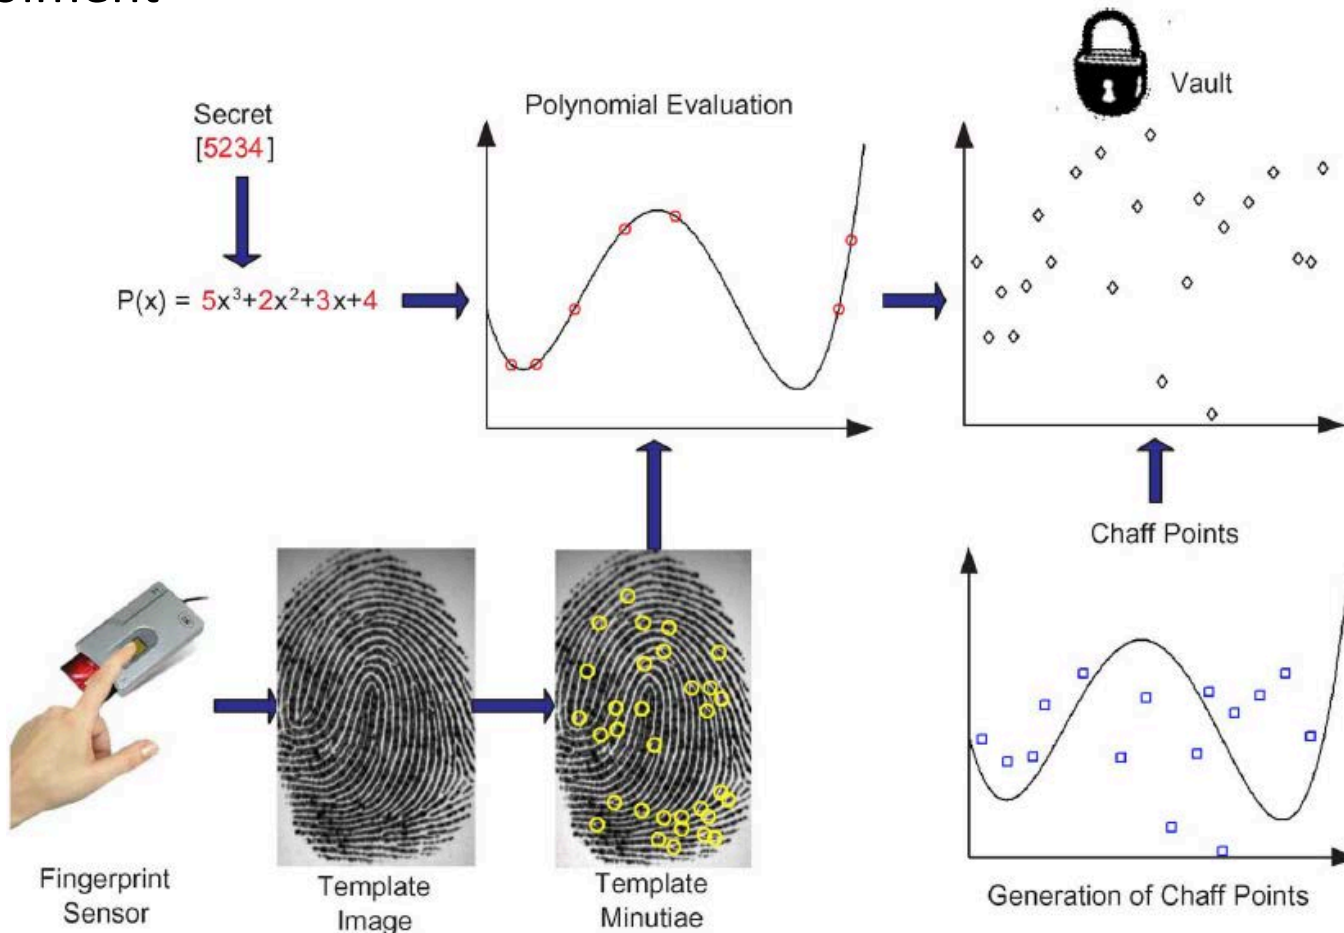 Secret
[5234]
P(x) = 5x³+2x²+3x+4
Polynomial Evaluation
Vault
Chaff Points
Generation of Chaff Points
Fingerprint
Sensor
Template
Image
Template
Minutiae